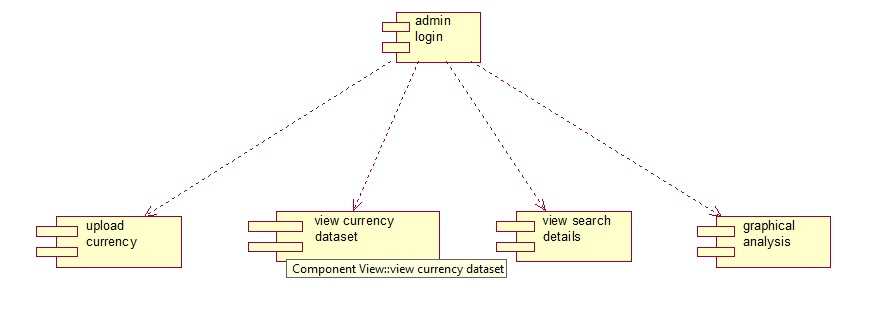 admin
login
upload
currency
view currency
dataset
view search
details
graphical
analysis
Component View::view currency dataset